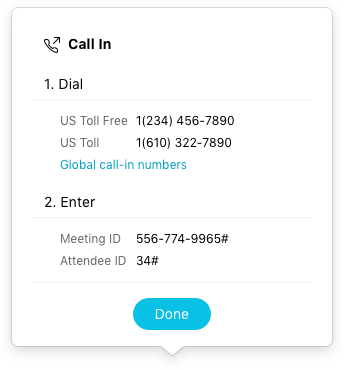 Call In
1. Dial
US Toll Free 1(234) 456-7890
US Toll 1(610) 322-7890
Global call-in numbers
2. Enter
Meeting ID 556-774-9965#
Attendee ID 34#
Done